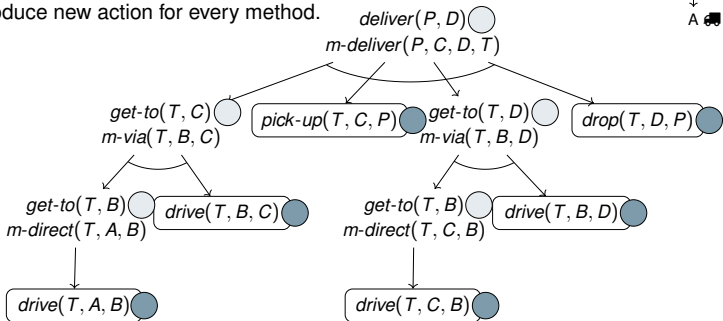 oduce new action for every method.
deliver(P, D)
A
m-deliver(P, C, D, T)
get-to(T, C)
m-via(T, B, C)
pick-up(T, C, P)
get-to(T, D)
m-via(T, B, D)
drop(T, D, P)
get-to(T, B)
m-direct(T, A, B)
drive(T, B, C)
get-to(T, B)
m-direct(T, C, B)
drive(T, B, D)
drive(T, A, B)
drive(T, C, B)